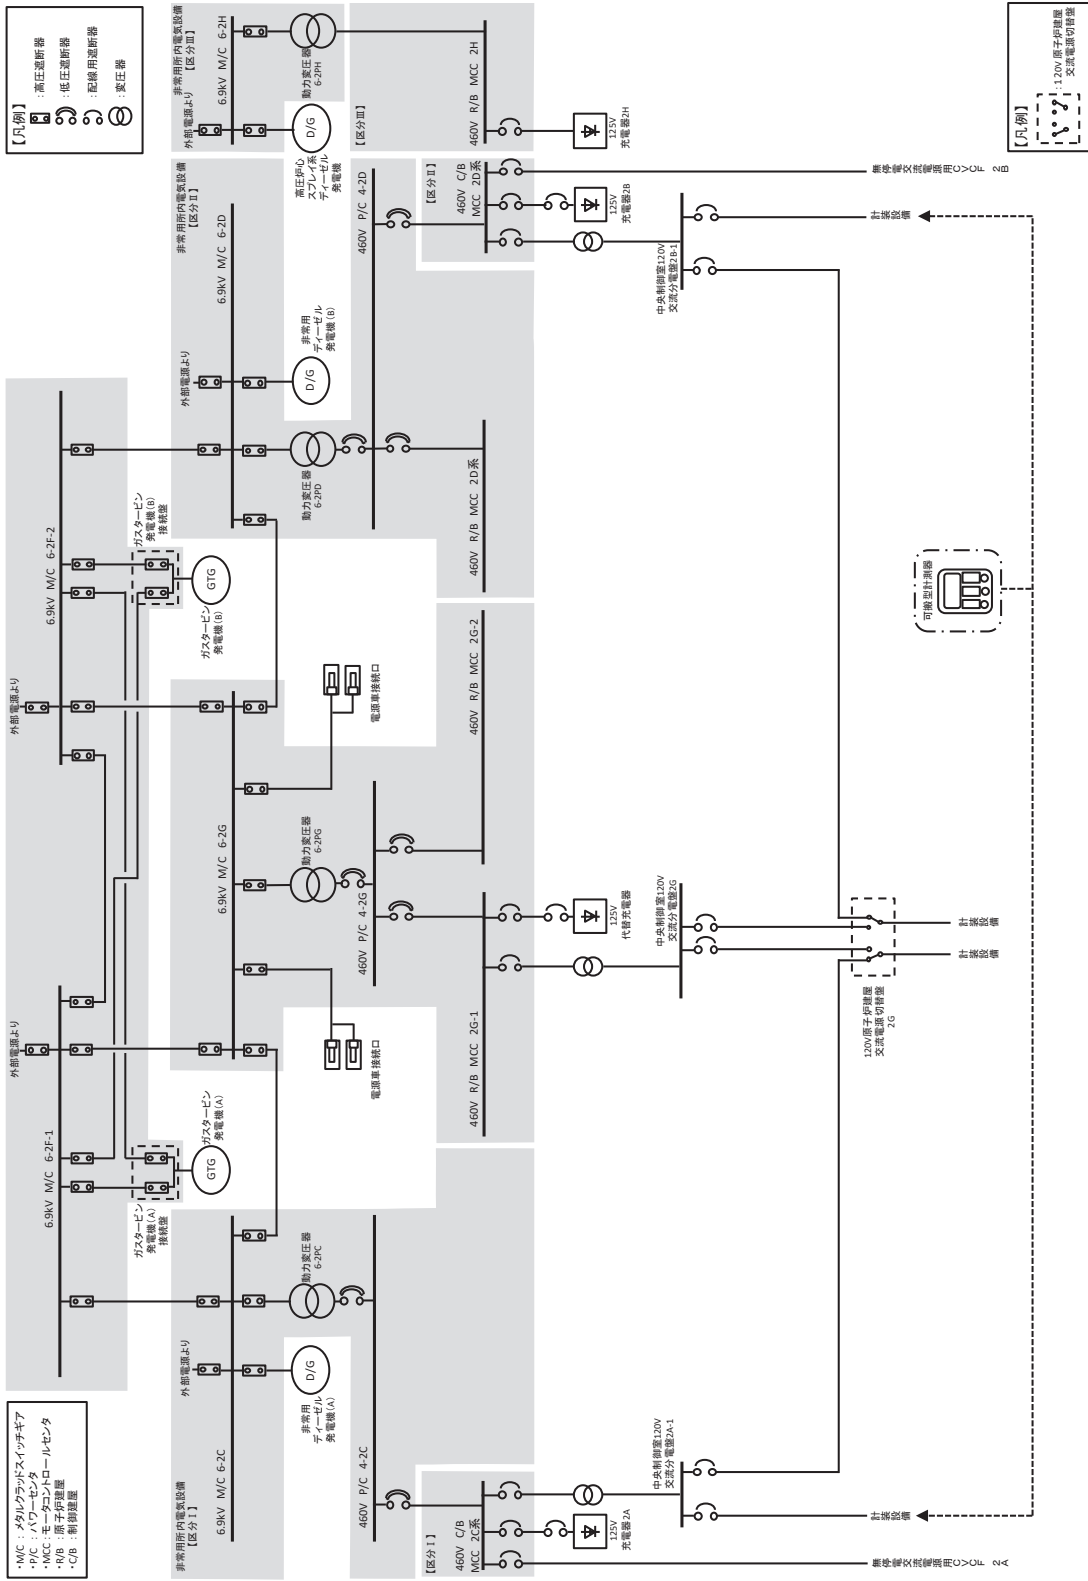 ・M/C : メタルクラッドスイッチギア
・P/C : パワーセンタ
・MCC : モータコントロールセンタ
・R/B : 原子炉建屋
・C/B : 制御建屋
【凡例】
: 高圧遮断器
: 低圧遮断器
: 配線用遮断器
: 変圧器
外部電源より
6.9kV M/C 6-2F-1
外部電源より
6.9kV M/C 6-2F-2
ガスタービン
発電機(A)
接続盤
GTG
ガスタービン
発電機(A)
ガスタービン
発電機(B)
接続盤
GTG
ガスタービン
発電機(B)
非常用所内電気設備
【区分Ⅰ】
外部電源より
6.9kV M/C 6-2C
D/G
非常用
ディーゼル
発電機(A)
動力変圧器
6-2PC
460V P/C 4-2C
【区分Ⅰ】
460V C/B
MCC 2C系
6.9kV M/C 6-2G
電源車接続口
動力変圧器
6-2PG
電源車接続口
460V P/C 4-2G
460V R/B MCC 2G-1
460V R/B MCC 2G-2
非常用所内電気設備
【区分Ⅱ】
外部電源より
6.9kV M/C 6-2D
動力変圧器
6-2PD
D/G
非常用
ディーゼル
発電機(B)
460V P/C 4-2D
460V R/B MCC 2D系
【区分Ⅱ】
460V C/B
MCC 2D系
非常用所内電気設備
【区分Ⅲ】
外部電源より
6.9kV M/C 6-2H
D/G
高圧炉心
スプレイ系
ディーゼル
発電機
動力変圧器
6-2PH
【区分Ⅲ】
460V R/B MCC 2H
125V
充電器2A
125V
代替充電器
125V
充電器2B
125V
充電器2H
中央制御室120V
交流分電盤2A-1
中央制御室120V
交流分電盤2G
中央制御室120V
交流分電盤2B-1
120V原子炉建屋
交流電源切替盤
2G
可搬型計測器
無停電交流電源用CVCF 2A
計装設備
計装設備
計装設備
計装設備
無停電交流電源用CVCF 2B
【凡例】
: 120V原子炉建屋
交流電源切替盤